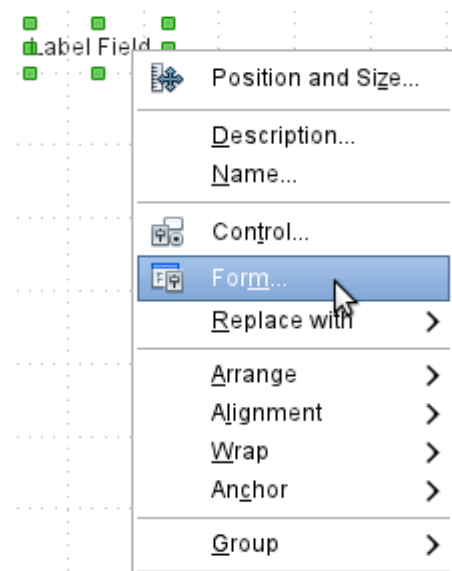 Label Field
Position and Size...
Description...
Name...
Control...
Form...
Replace with
Arrange
Alignment
Wrap
Anchor
Group